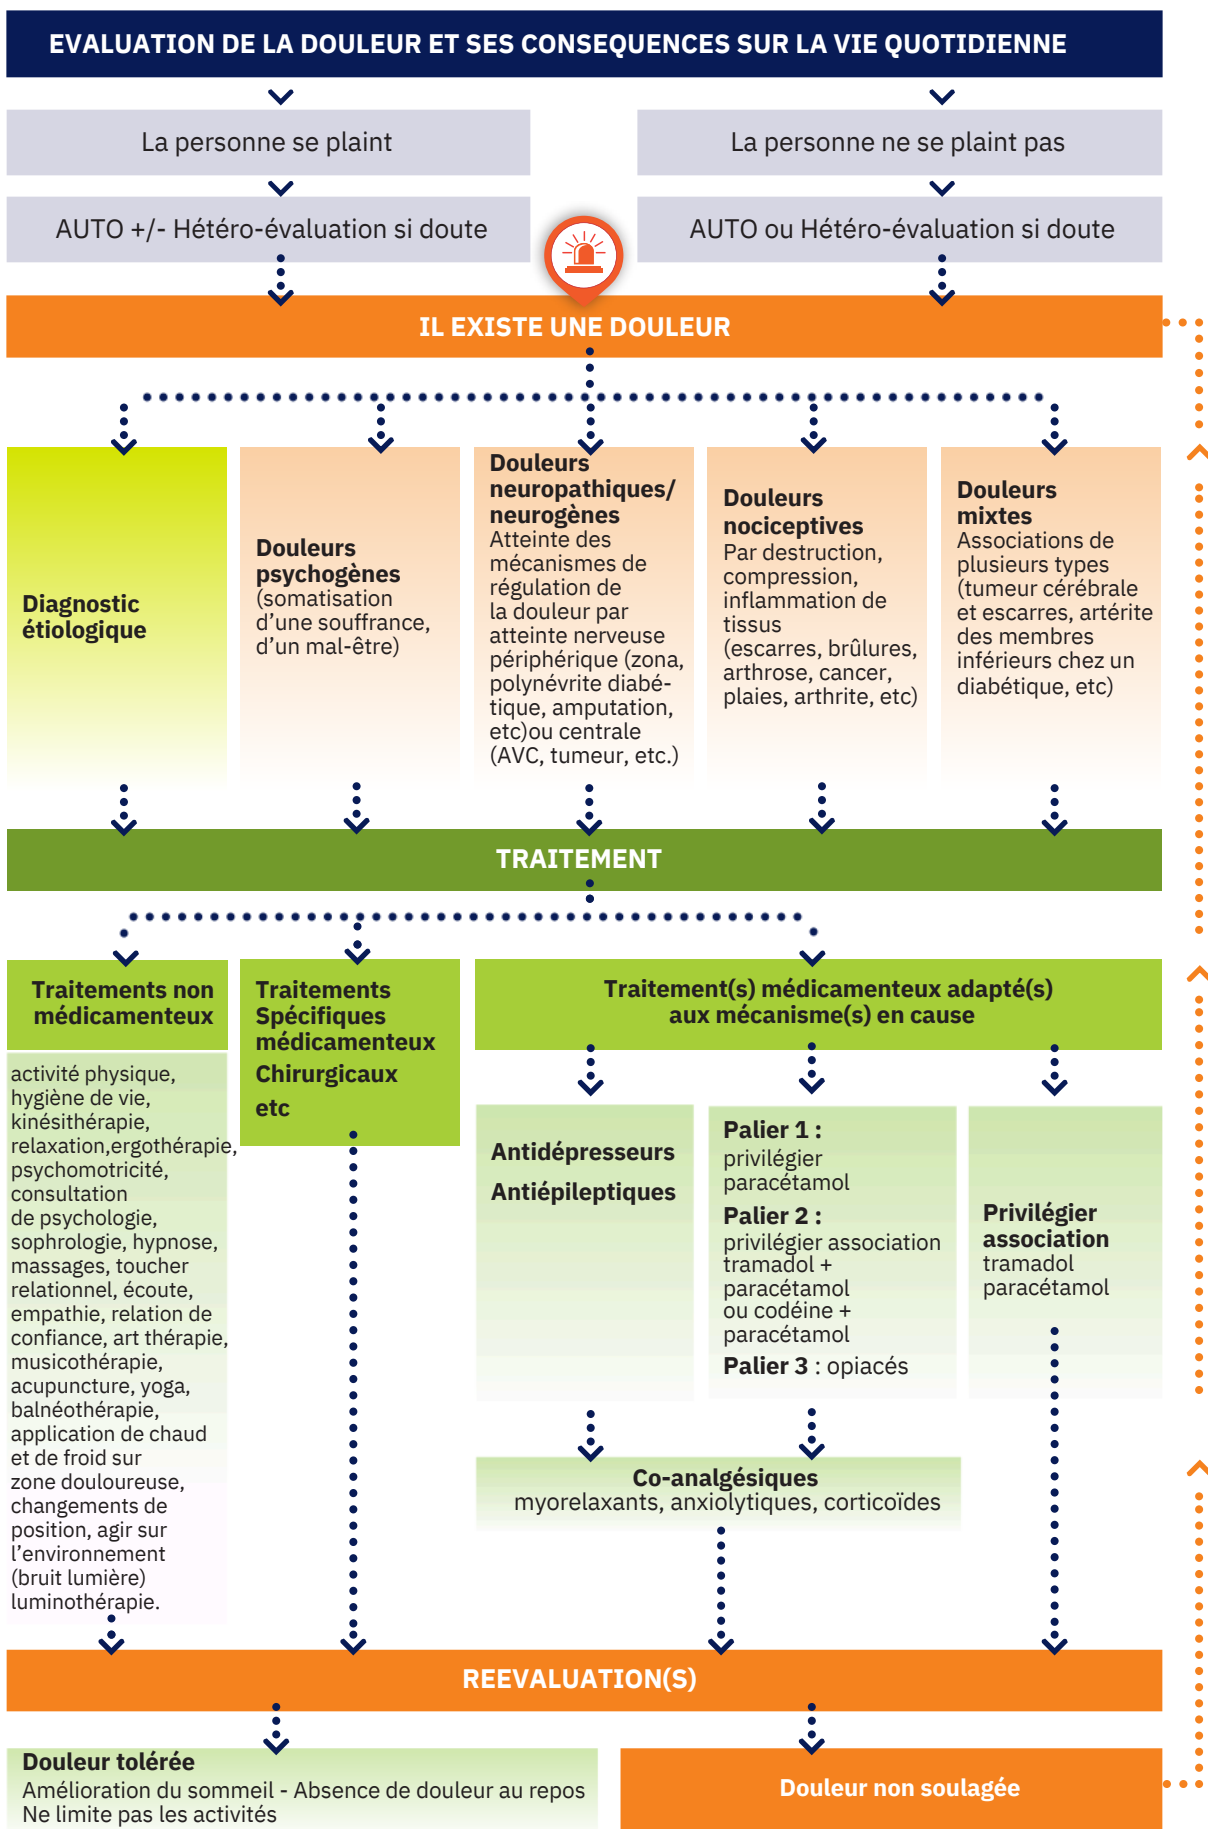 EVALUATION DE LA DOULEUR ET SES CONSEQUENCES SUR LA VIE QUOTIDIENNE
La personne se plaint
La personne ne se plaint pas
AUTO +/- Hétéro-évaluation si doute
AUTO ou Hétéro-évaluation si doute
IL EXISTE UNE DOULEUR
Diagnostic
étiologique
Douleurs
psychogènes
(somatisation
d'une souffrance,
d'un mal-être)
Douleurs
neuropathiques/
neurogènes
Atteinte des
mécanismes de
régulation de
la douleur par
atteinte nerveuse
périphérique (zona,
polynévrite diabé-
tique, amputation,
etc)ou centrale
(AVC, tumeur, etc.)
Douleurs
nociceptives
Par destruction,
compression,
inflammation de
tissus
(escarres, brûlures,
arthrose, cancer,
plaies, arthrite, etc)
Douleurs
mixtes
Associations de
plusieurs types
(tumeur cérébrale
et escarres, artérite
des membres
inférieurs chez un
diabétique, etc)
TRAITEMENT
Traitements non
médicamenteux
activité physique,
hygiène de vie,
kinésithérapie,
relaxation,ergothérapie,
psychomotricité,
consultation
de psychologie,
sophrologie, hypnose,
massages, toucher
relationnel, écoute,
empathie, relation de
confiance, art thérapie,
musicothérapie,
acupuncture, yoga,
balnéothérapie,
application de chaud
et de froid sur
zone douloureuse,
changements de
position, agir sur
l'environnement
(bruit lumière)
luminothérapie.
Traitements
Spécifiques
médicamenteux
Chirurgicaux
etc
Traitement(s) médicamenteux adapté(s)
aux mécanisme(s) en cause
Antidépresseurs
Antiépileptiques
Palier 1 :
privilégier
paracétamol
Palier 2 :
privilégier association
tramadol +
paracétamol
ou codéine +
paracétamol
Palier 3 : opiacés
Privilégier
association
tramadol
paracétamol
Co-analgésiques
myorelaxants, anxiolytiques, corticoïdes
REEVALUATION(S)
Douleur tolérée
Amélioration du sommeil - Absence de douleur au repos
Ne limite pas les activités
Douleur non soulagée